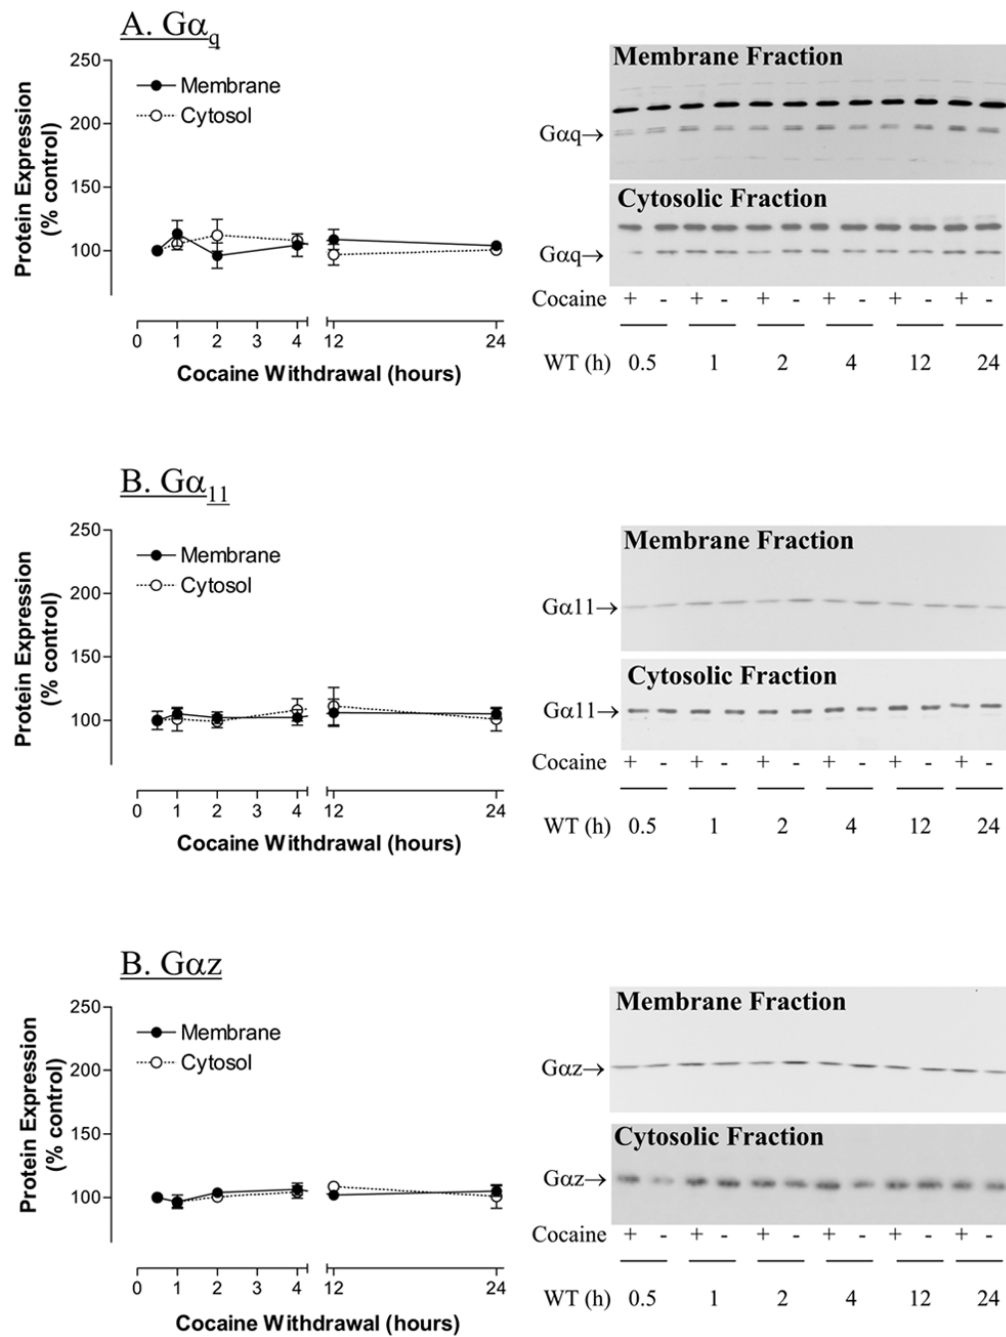 A. Gαq
250
200
150
100
Membrane
Cytosol
Protein Expression
(% control)
0 1 2 3 4 12 24
Cocaine Withdrawal (hours)
Membrane Fraction
Gαq→
Cytosolic Fraction
Gαq→
Cocaine + - + - + - + - + - + -
WT (h) 0.5 1 2 4 12 24
B. Gα11
250
200
150
100
Membrane
Cytosol
Protein Expression
(% control)
0 1 2 3 4 12 24
Cocaine Withdrawal (hours)
Membrane Fraction
Gα11→
Cytosolic Fraction
Gα11→
Cocaine + - + - + - + - + - + -
WT (h) 0.5 1 2 4 12 24
B. Gαz
250
200
150
100
Membrane
Cytosol
Protein Expression
(% control)
0 1 2 3 4 12 24
Cocaine Withdrawal (hours)
Membrane Fraction
Gαz→
Cytosolic Fraction
Gαz→
Cocaine + - + - + - + - + - + -
WT (h) 0.5 1 2 4 12 24